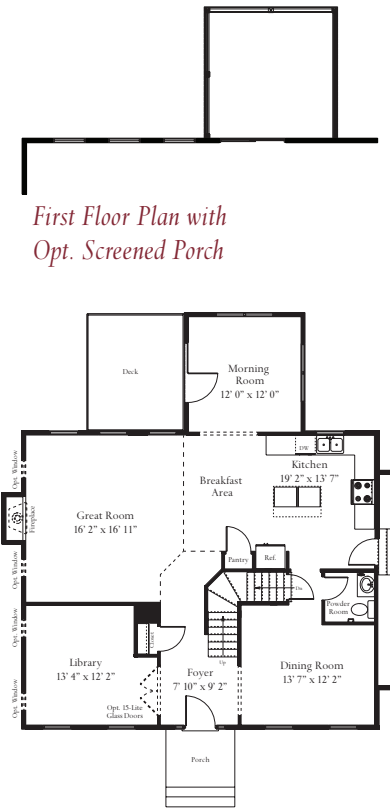 First Floor Plan with
Opt. Screened Porch
Deck
Morning
Room
12' 0" x 12' 0"
DW
Kitchen
19' 2" x 13' 7"
Breakfast
Area
Opt. Window
Great Room
16' 2" x 16' 11"
Fireplace
Opt. Window
Pantry
Ref.
Dn
Powder
Room
Opt. Window
Library
13' 4" x 12' 2"
Foyer
7' 10" x 9' 2"
Up
Dining Room
13' 7" x 12' 2"
Opt. Window
Opt. 15-Lite
Glass Doors
Porch